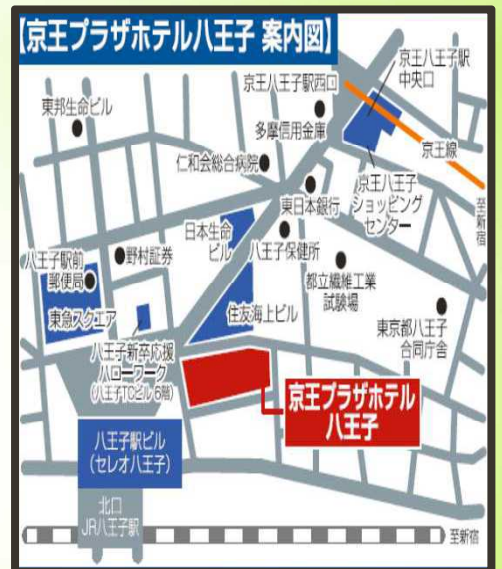 【京王プラザホテル八王子 案内図】
京王八王子駅
中央口
京王八王子駅西口
東邦生命ビル
多摩信用金庫
京王線
仁和会総合病院
京王八王子
ショッピング
センター
至新宿
東日本銀行
日本生命
ビル
八王子保健所
野村証券
八王子駅前
郵便局
都立繊維工業
試験場
東急スクエア
住友海上ビル
東京都八王子
合同庁舎
八王子新卒応援
ハローワーク
(八王子TCビル6階)
京王プラザホテル
八王子
八王子駅ビル
(セレオ八王子)
北口
JR八王子駅
至新宿